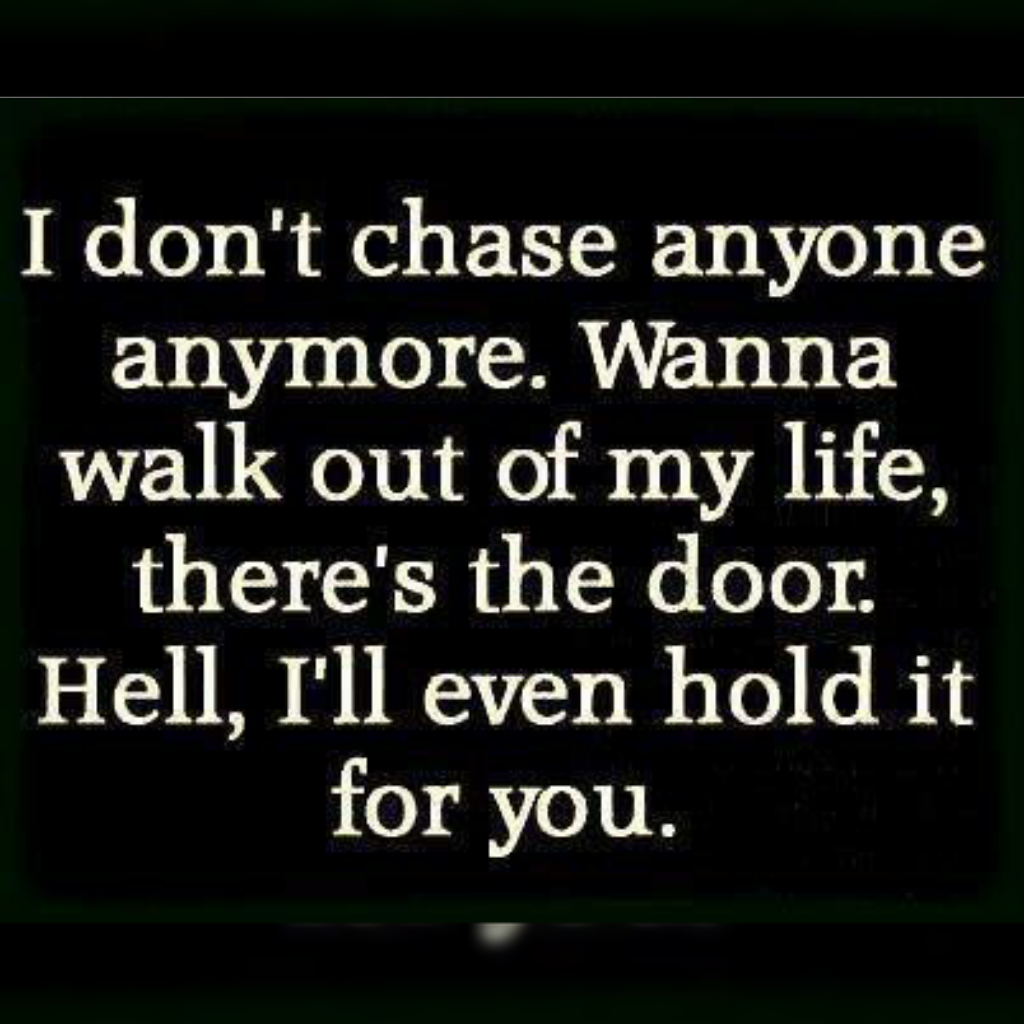 I don't chase anyone
anymore. Wanna
walk out of my life,
there's the door.
Hell, I'll even hold it
for you.